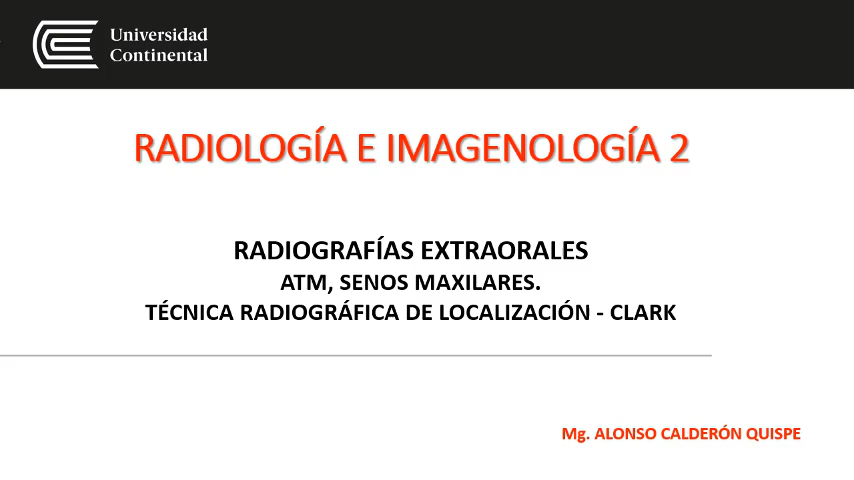 Universidad
Continental
RADIOLOGÍA E IMAGENOLOGÍA 2
RADIOGRAFÍAS EXTRAORALES
ATM, SENOS MAXILARES.
TÉCNICA RADIOGRÁFICA DE LOCALIZACIÓN - CLARK
Mg. ALONSO CALDERÓN QUISPE